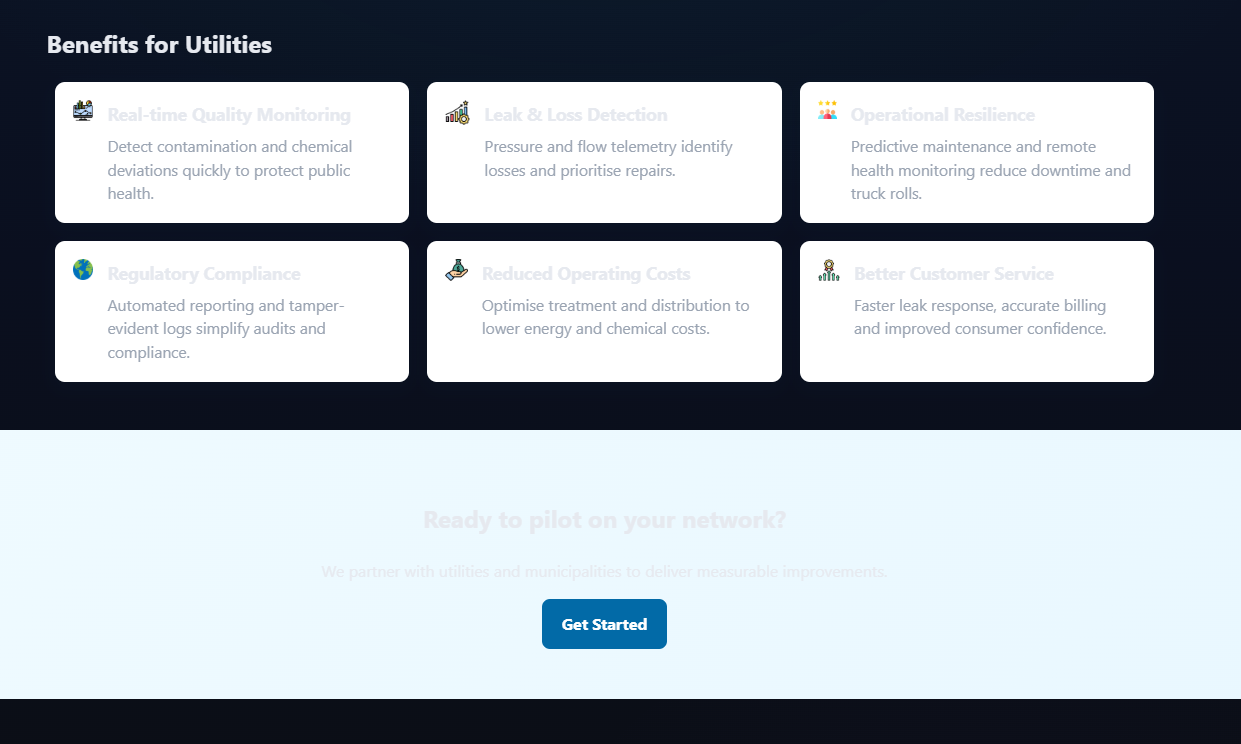 Benefits for Utilities
Real-time Quality Monitoring
Detect contamination and chemical
deviations quickly to protect public
health.
Leak & Loss Detection
Pressure and flow telemetry identify
losses and prioritise repairs.
Operational Resilience
Predictive maintenance and remote
health monitoring reduce downtime and
truck rolls.
Regulatory Compliance
Automated reporting and tamper-
evident logs simplify audits and
compliance.
Reduced Operating Costs
Optimise treatment and distribution to
lower energy and chemical costs.
Better Customer Service
Faster leak response, accurate billing
and improved consumer confidence.
Ready to pilot on your network?
We partner with utilities and municipalities to deliver measurable improvements.
Get Started